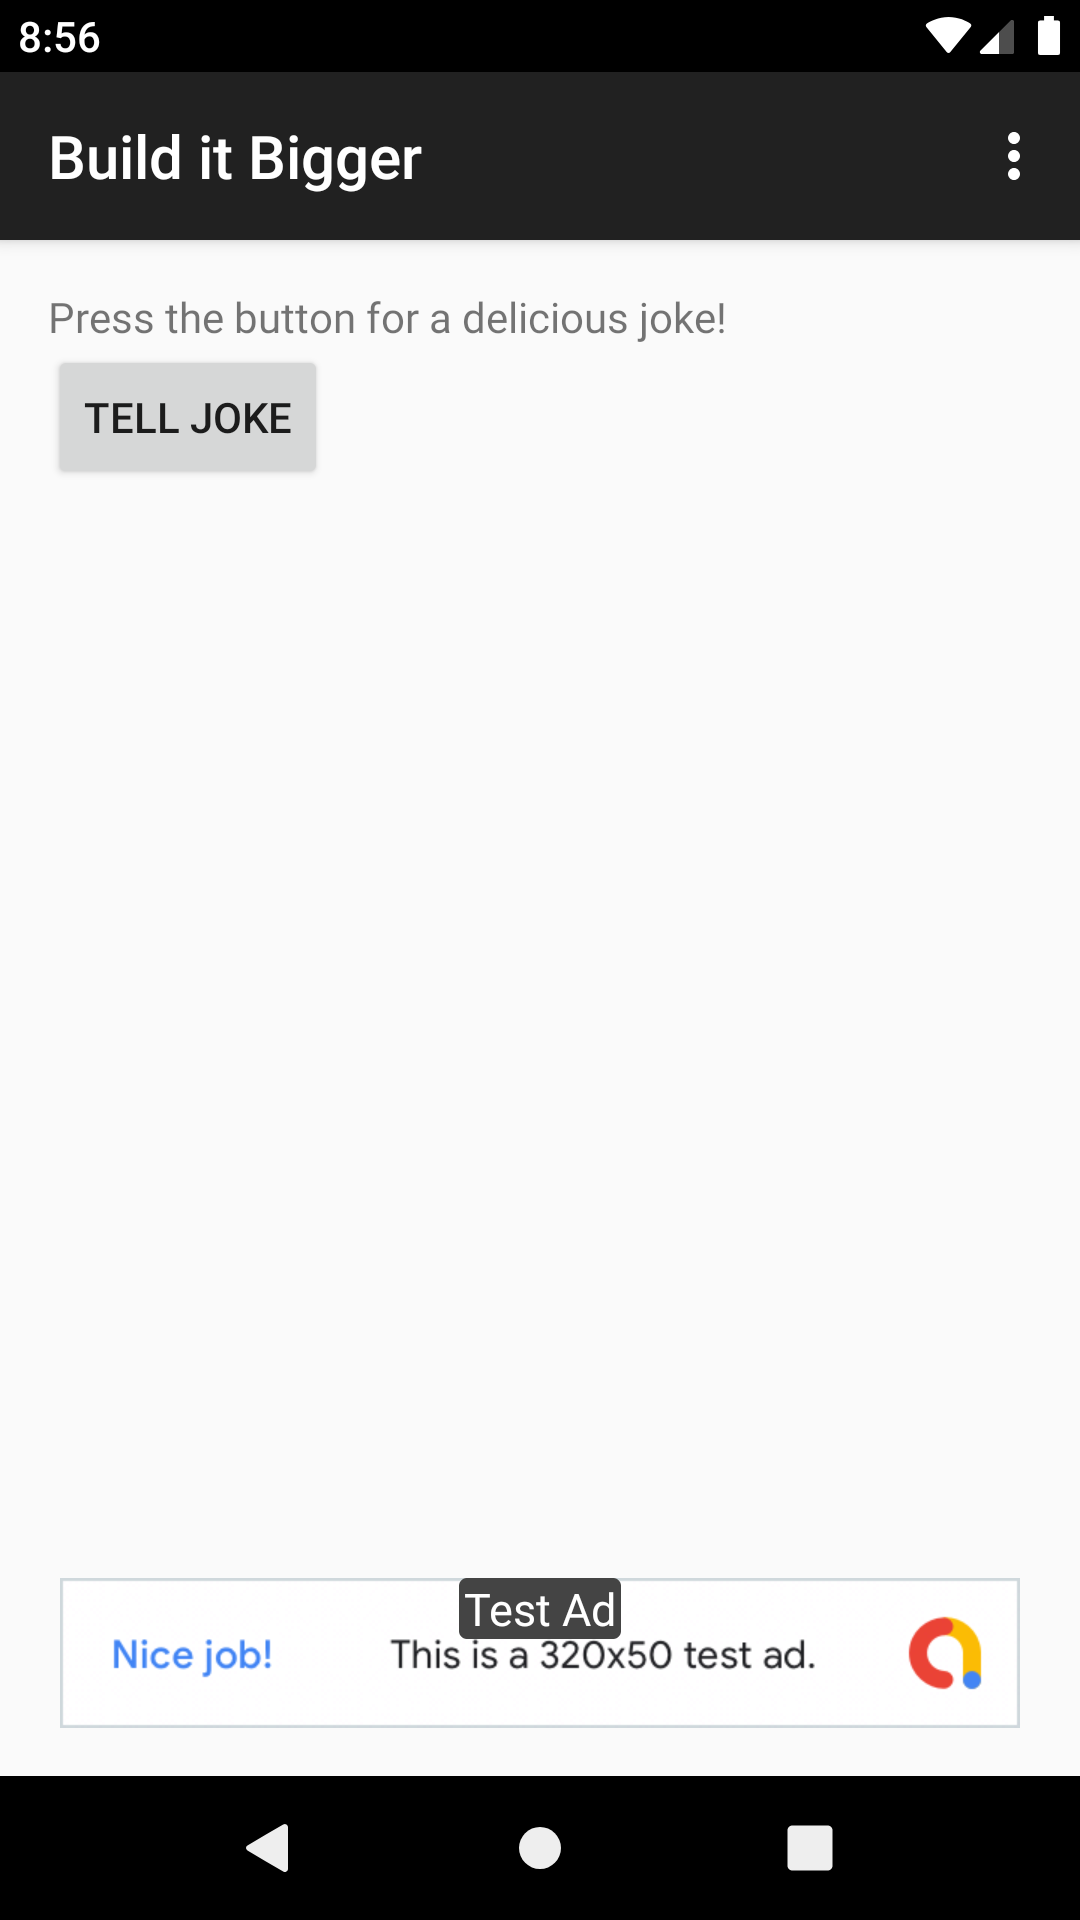 8:56
Build it Bigger
Press the button for a delicious joke!
TELL JOKE
Test Ad
Nice job! This is a 320x50 test ad.